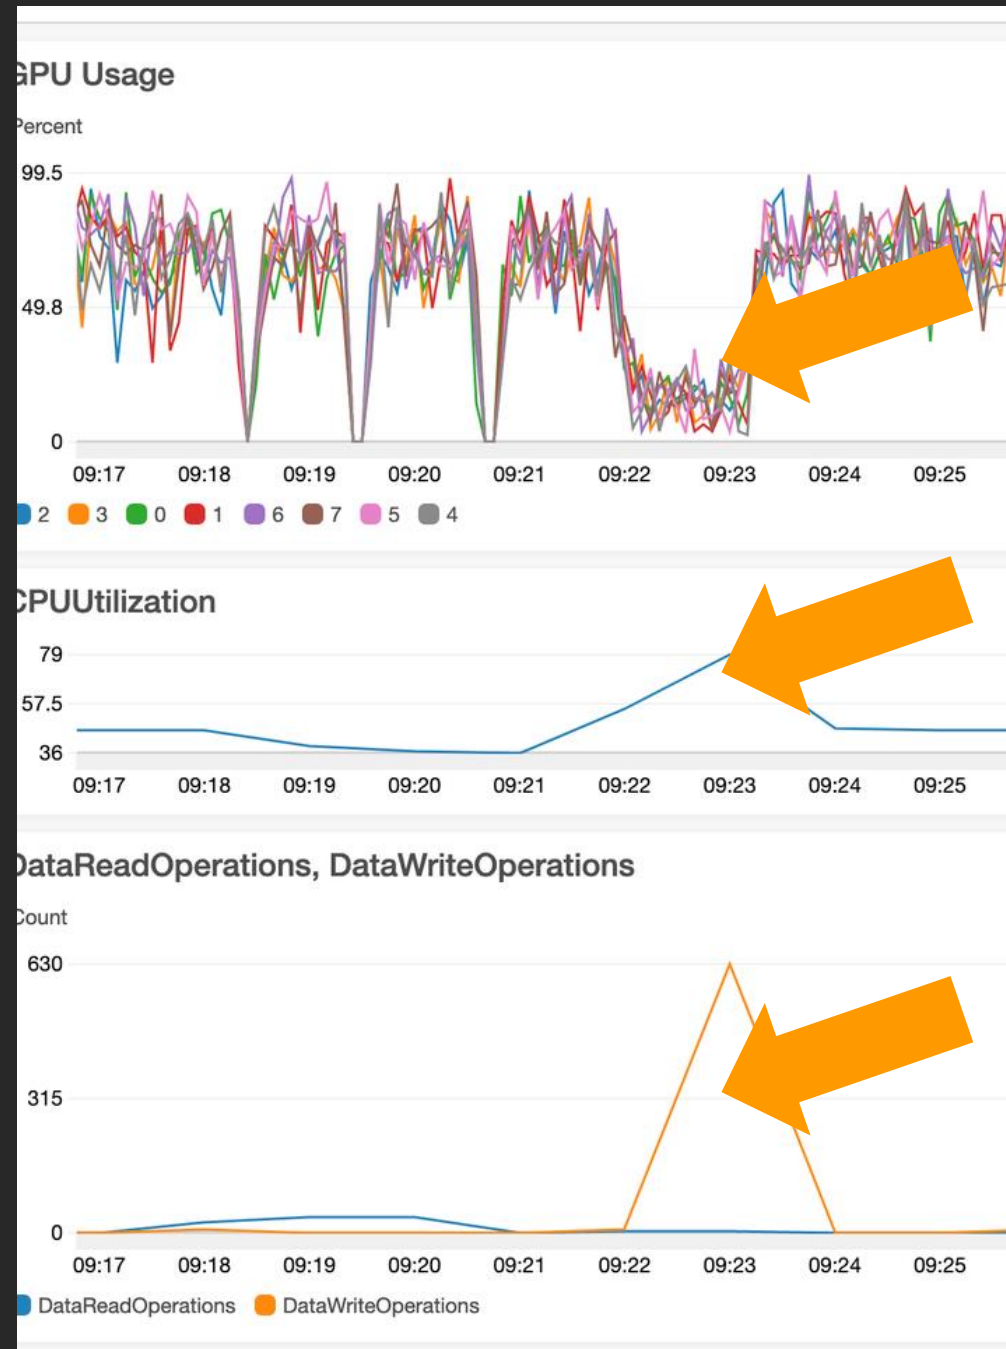 GPU Usage
Percent
99.5
49.8
0
09:17 09:18 09:19 09:20 09:21 09:22 09:23 09:24 09:25
2 3 0 1 6 7 5 4
CPUUtilization
79
57.5
36
09:17 09:18 09:19 09:20 09:21 09:22 09:23 09:24 09:25
DataReadOperations, DataWriteOperations
Count
630
315
0
09:17 09:18 09:19 09:20 09:21 09:22 09:23 09:24 09:25
DataReadOperations DataWriteOperations